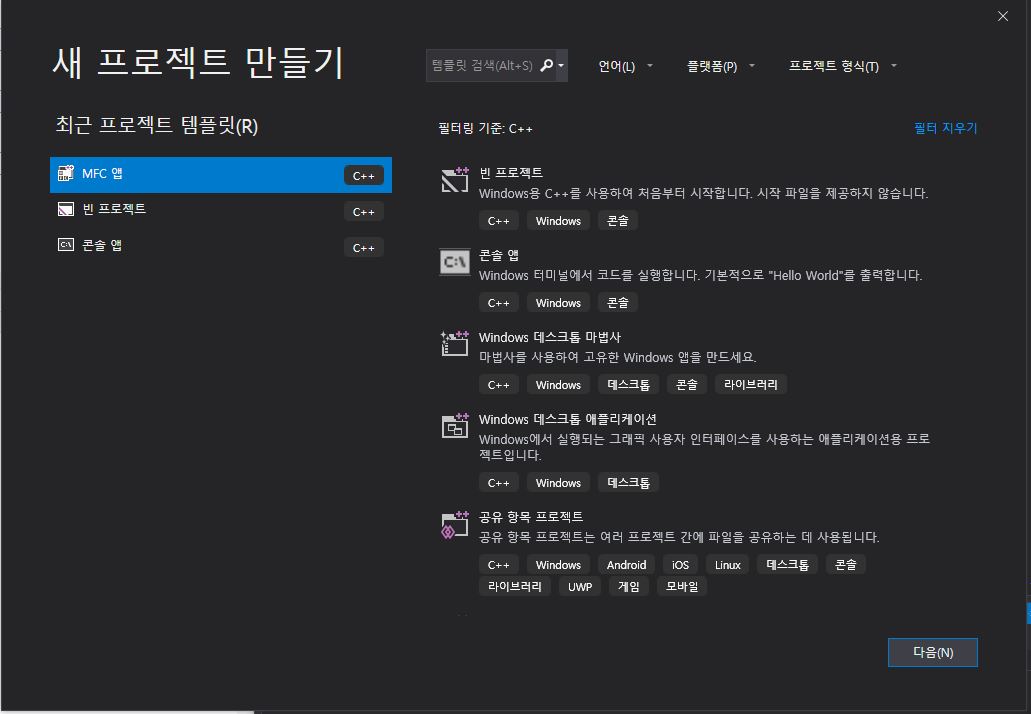 새 프로젝트 만들기
템플릿 검색(Alt+S)
언어(L)
플랫폼(P)
프로젝트 형식(T)
최근 프로젝트 템플릿(R)
MFC 앱
C++
빈 프로젝트
C++
콘솔 앱
C++
필터링 기준: C++
필터 지우기
빈 프로젝트
Windows용 C++를 사용하여 처음부터 시작합니다. 시작 파일을 제공하지 않습니다.
C++ Windows 콘솔
C:\
콘솔 앱
Windows 터미널에서 코드를 실행합니다. 기본적으로 "Hello World"를 출력합니다.
C++ Windows 콘솔
Windows 데스크톱 마법사
마법사를 사용하여 고유한 Windows 앱을 만드세요.
C++ Windows 데스크톱 콘솔 라이브러리
Windows 데스크톱 애플리케이션
Windows에서 실행되는 그래픽 사용자 인터페이스를 사용하는 애플리케이션용 프로
젝트입니다.
C++ Windows 데스크톱
공유 항목 프로젝트
공유 항목 프로젝트는 여러 프로젝트 간에 파일을 공유하는 데 사용됩니다.
C++ Windows Android iOS Linux 데스크톱 콘솔
라이브러리 UWP 게임 모바일
다음(N)